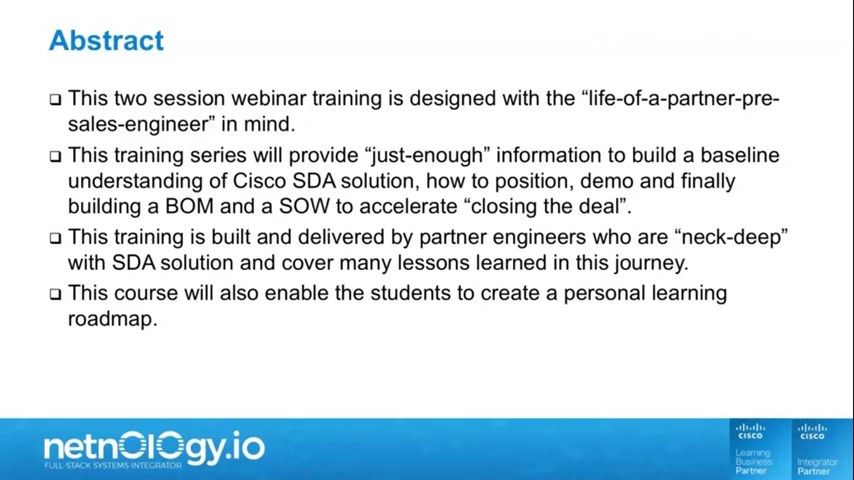 Abstract
❑ This two session webinar training is designed with the “life-of-a-partner-pre-
sales-engineer” in mind.
❑ This training series will provide “just-enough” information to build a baseline
understanding of Cisco SDA solution, how to position, demo and finally
building a BOM and a SOW to accelerate “closing the deal”.
❑ This training is built and delivered by partner engineers who are “neck-deep”
with SDA solution and cover many lessons learned in this journey.
❑ This course will also enable the students to create a personal learning
roadmap.
netnOlOgy.io
FULL-STACK SYSTEMS INTEGRATOR
CISCO
Learning
Business
Partner
CISCO
Integrator
Partner